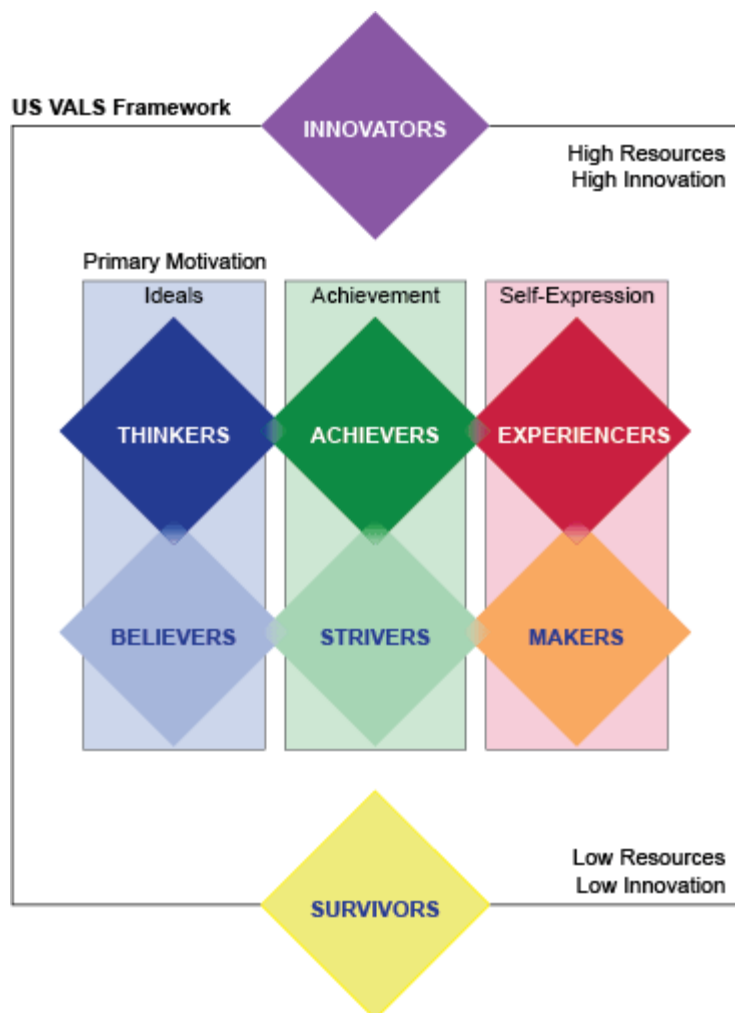 US VALS Framework
INNOVATORS
High Resources
High Innovation
Primary Motivation
Ideals
Achievement
Self-Expression
THINKERS
ACHIEVERS
EXPERIENCERS
BELIEVERS
STRIVERS
MAKERS
Low Resources
Low Innovation
SURVIVORS